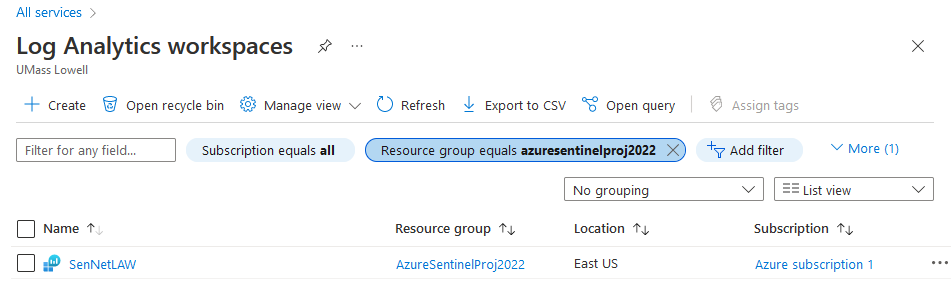 All services >
Log Analytics workspaces ...
UMass Lowell
+ Create Open recycle bin Manage view Refresh Export to CSV Open query Assign tags
Filter for any field... Subscription equals all Resource group equals azuresentinelproj2022 Add filter More (1)
No grouping List view
Name ↑↓ Resource group ↑↓ Location ↑↓ Subscription ↑↓
SenNetLAW AzureSentinelProj2022 East US Azure subscription 1 ...